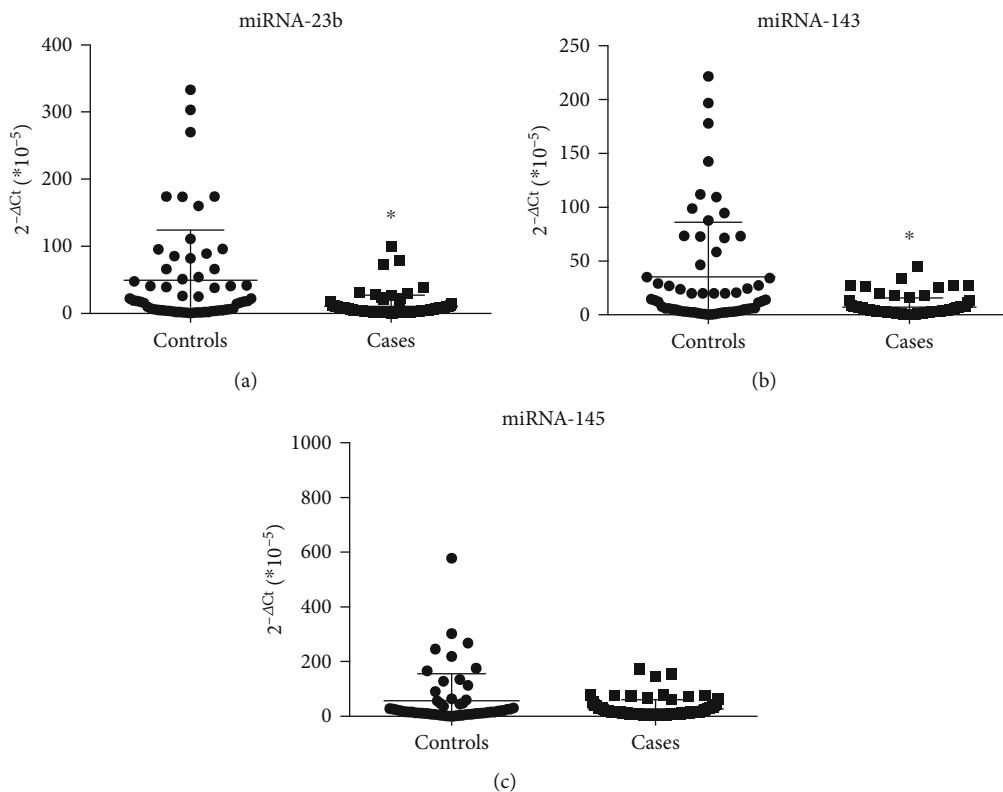 miRNA-23b
400
300
200
100
0
2^−ΔCt (*10^−5)
*
Controls
Cases
(a)
miRNA-143
250
200
150
100
50
0
2^−ΔCt (*10^−5)
*
Controls
Cases
(b)
miRNA-145
1000
800
600
400
200
0
2^−ΔCt (*10^−5)
Controls
Cases
(c)